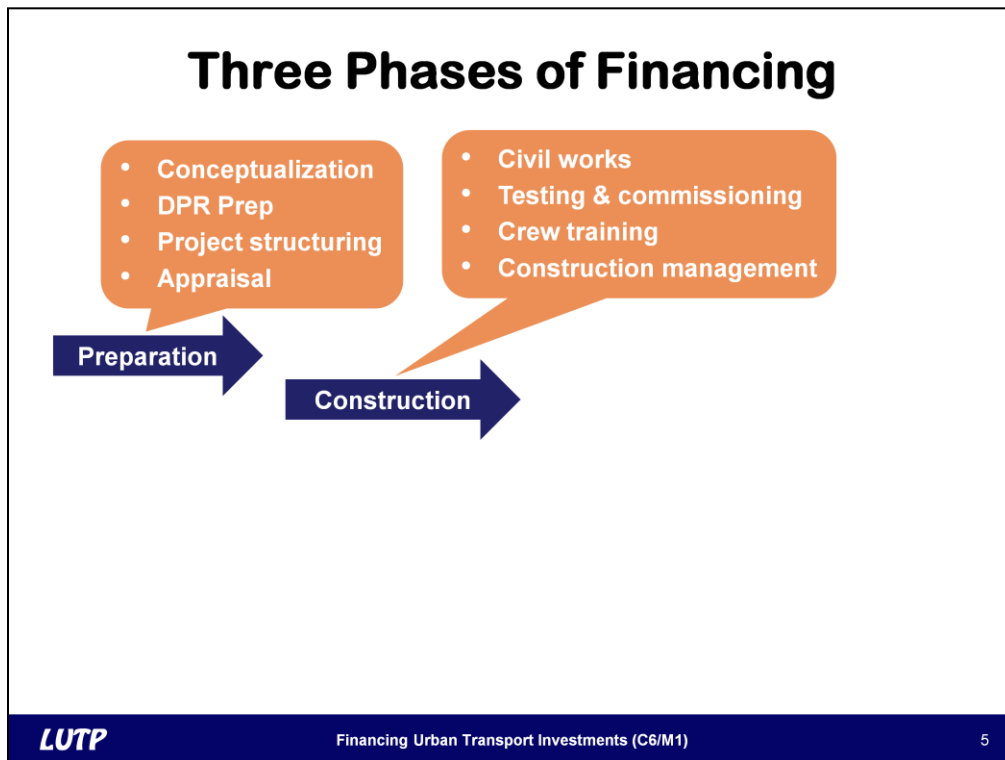 Three Phases of Financing
• Conceptualization
• DPR Prep
• Project structuring
• Appraisal
• Civil works
• Testing & commissioning
• Crew training
• Construction management
Preparation
Construction
LUTP
Financing Urban Transport Investments (C6/M1)
5